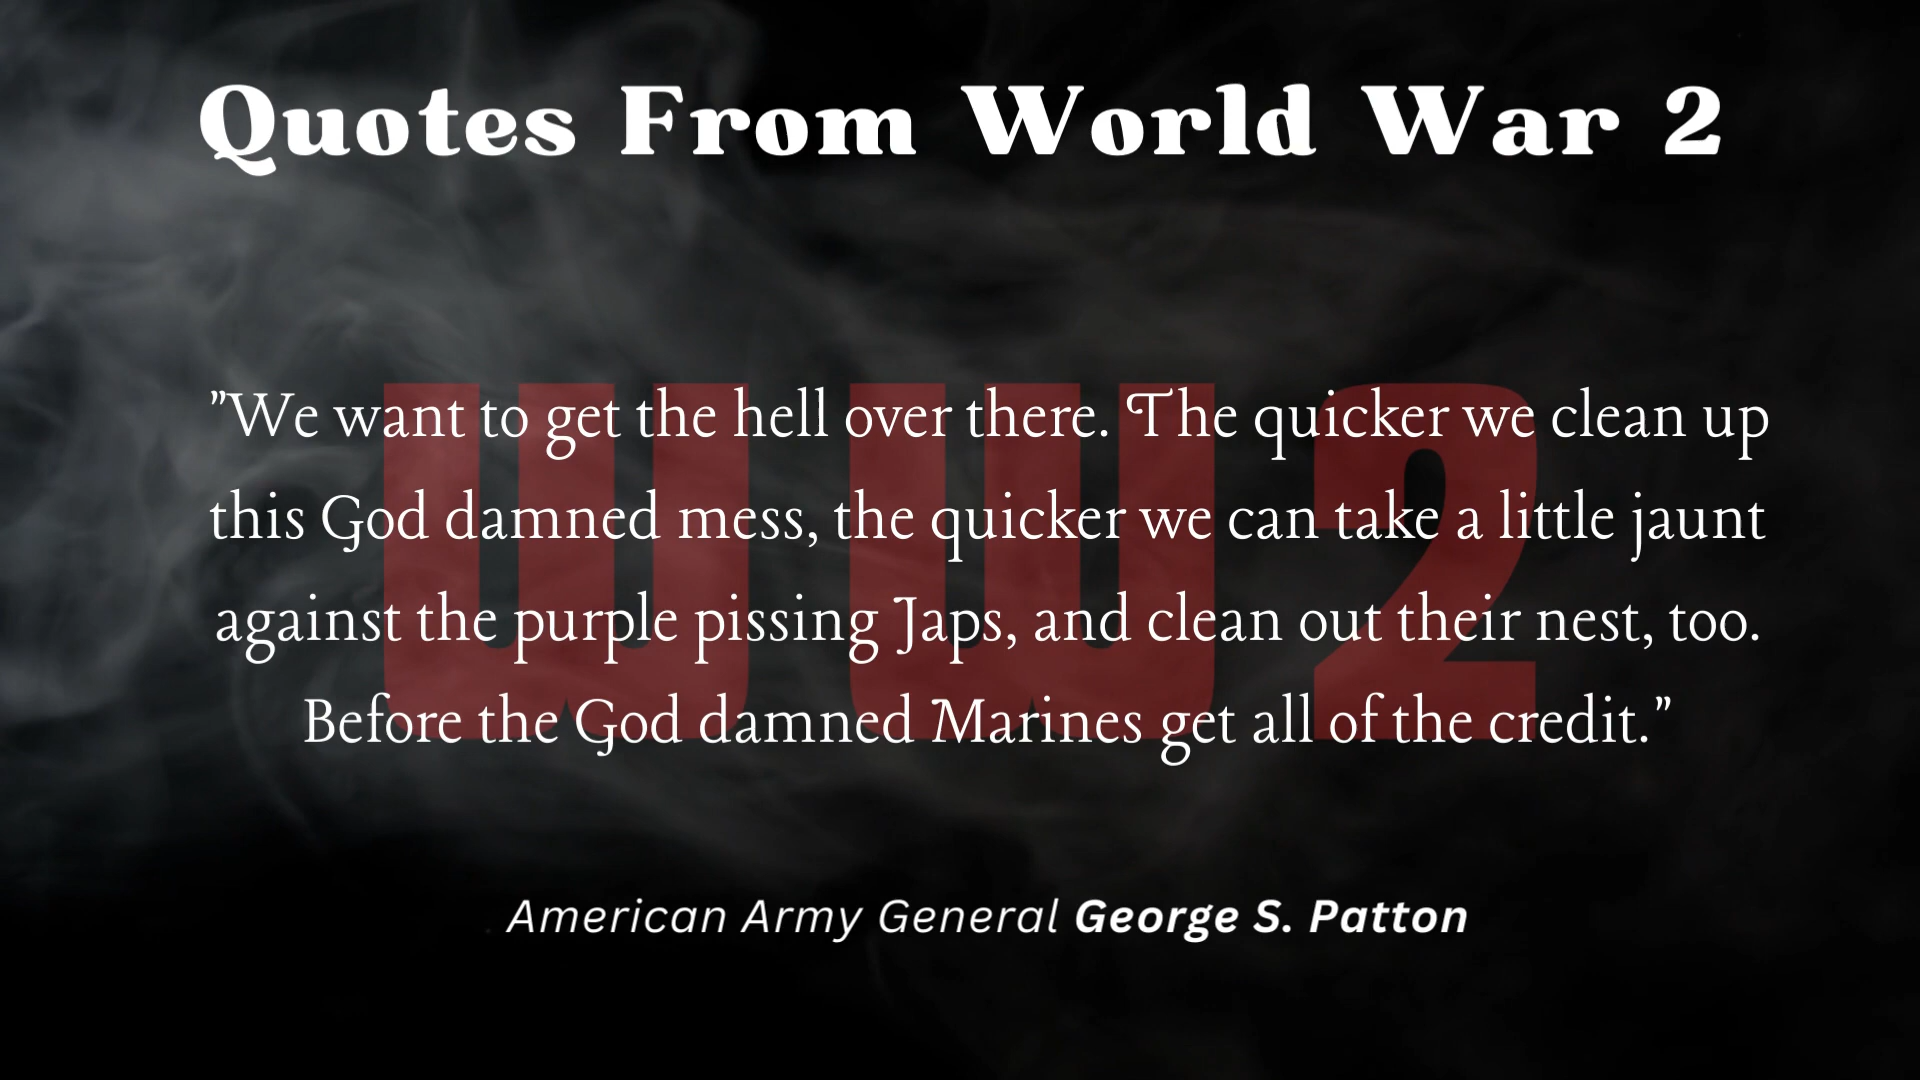 Quotes From World War 2
WW2
"We want to get the hell over there. The quicker we clean up
this God damned mess, the quicker we can take a little jaunt
against the purple pissing Japs, and clean out their nest, too.
Before the God damned Marines get all of the credit."
American Army General George S. Patton